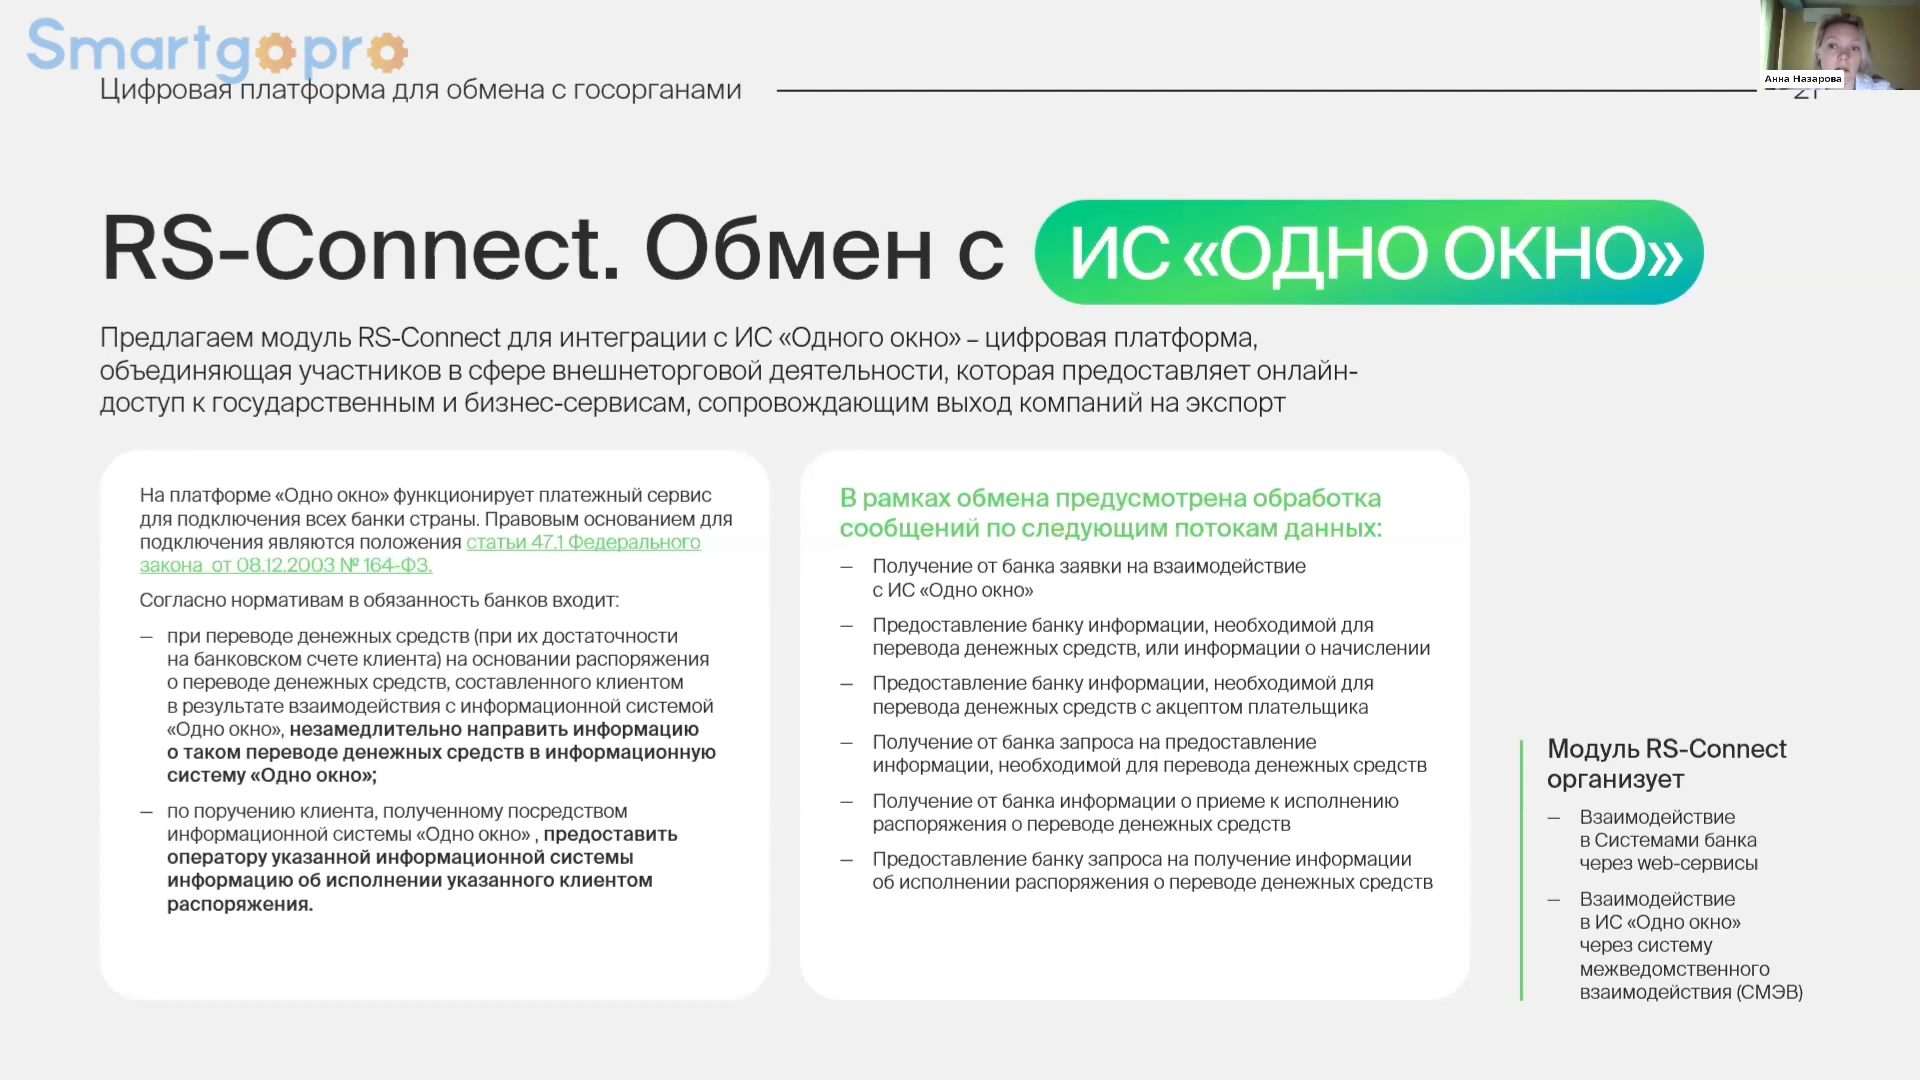 Smartgopro
Цифровая платформа для обмена с госорганами
Анна Назарова
21
RS-Connect. Обмен с ИС «ОДНО ОКНО»
Предлагаем модуль RS-Connect для интеграции с ИС «Одного окно» – цифровая платформа,
объединяющая участников в сфере внешнеторговой деятельности, которая предоставляет онлайн-
доступ к государственным и бизнес-сервисам, сопровождающим выход компаний на экспорт
На платформе «Одно окно» функционирует платежный сервис
для подключения всех банки страны. Правовым основанием для
подключения являются положения статьи 47.1 Федерального
закона от 08.12.2003 № 164-ФЗ.
Согласно нормативам в обязанность банков входит:
— при переводе денежных средств (при их достаточности
на банковском счете клиента) на основании распоряжения
о переводе денежных средств, составленного клиентом
в результате взаимодействия с информационной системой
«Одно окно», незамедлительно направить информацию
о таком переводе денежных средств в информационную
систему «Одно окно»;
— по поручению клиента, полученному посредством
информационной системы «Одно окно» , предоставить
оператору указанной информационной системы
информацию об исполнении указанного клиентом
распоряжения.
В рамках обмена предусмотрена обработка
сообщений по следующим потокам данных:
— Получение от банка заявки на взаимодействие
с ИС «Одно окно»
— Предоставление банку информации, необходимой для
перевода денежных средств, или информации о начислении
— Предоставление банку информации, необходимой для
перевода денежных средств с акцептом плательщика
— Получение от банка запроса на предоставление
информации, необходимой для перевода денежных средств
— Получение от банка информации о приеме к исполнению
распоряжения о переводе денежных средств
— Предоставление банку запроса на получение информации
об исполнении распоряжения о переводе денежных средств
Модуль RS-Connect
организует
— Взаимодействие
в Системами банка
через web-сервисы
— Взаимодействие
в ИС «Одно окно»
через систему
межведомственного
взаимодействия (СМЭВ)